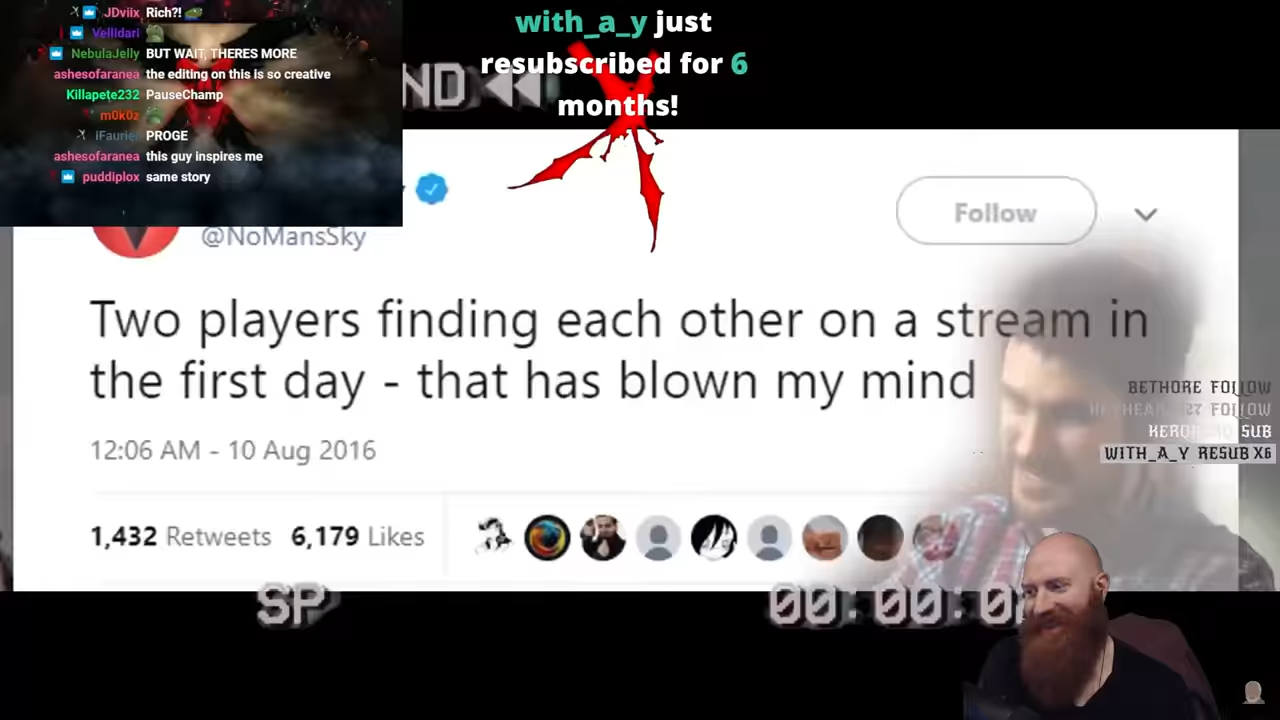 JDviix Rich?!
Vellidari
NebulaJelly BUT WAIT, THERES MORE
ashesofaranea the editing on this is so creative
Killapete232 PauseChamp
m0k0z
iFaurier PROGE
ashesofaranea this guy inspires me
puddiplox same story
with_a_y just
resubscribed for 6
months!
@NoMansSky
Follow
Two players finding each other on a stream in
the first day - that has blown my mind
12:06 AM - 10 Aug 2016
1,432 Retweets 6,179 Likes
BETHORE FOLLOW
FOLLOW
SUB
WITH_A_Y RESUB X6
SP